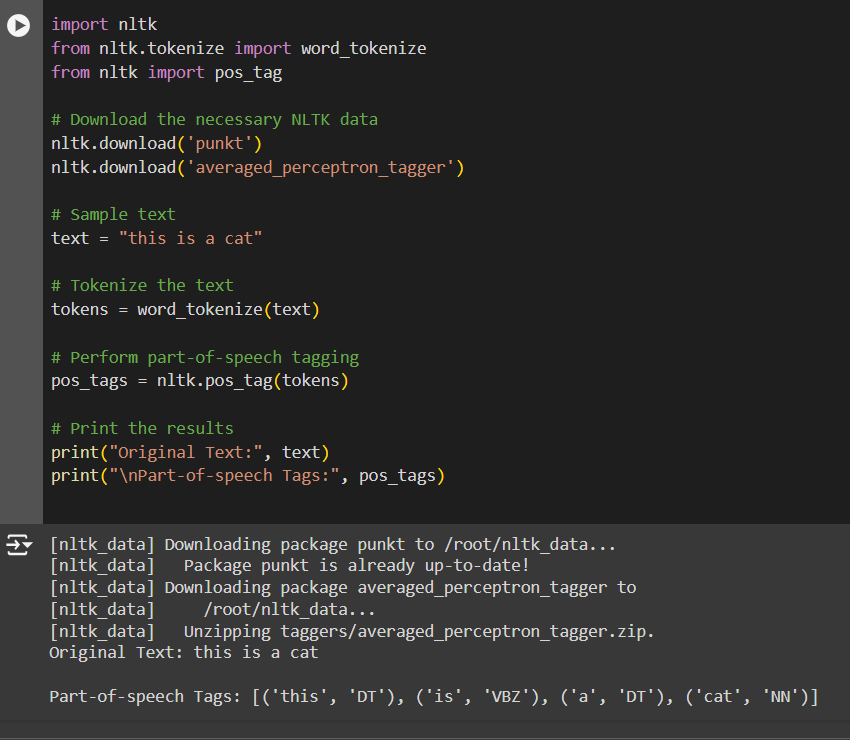 import nltk
from nltk.tokenize import word_tokenize
from nltk import pos_tag
# Download the necessary NLTK data
nltk.download('punkt')
nltk.download('averaged_perceptron_tagger')
# Sample text
text = "this is a cat"
# Tokenize the text
tokens = word_tokenize(text)
# Perform part-of-speech tagging
pos_tags = nltk.pos_tag(tokens)
# Print the results
print("Original Text:", text)
print("\nPart-of-speech Tags:", pos_tags)
[nltk_data] Downloading package punkt to /root/nltk_data...
[nltk_data]   Package punkt is already up-to-date!
[nltk_data] Downloading package averaged_perceptron_tagger to
[nltk_data]     /root/nltk_data...
[nltk_data]   Unzipping taggers/averaged_perceptron_tagger.zip.
Original Text: this is a cat
Part-of-speech Tags: [('this', 'DT'), ('is', 'VBZ'), ('a', 'DT'), ('cat', 'NN')]